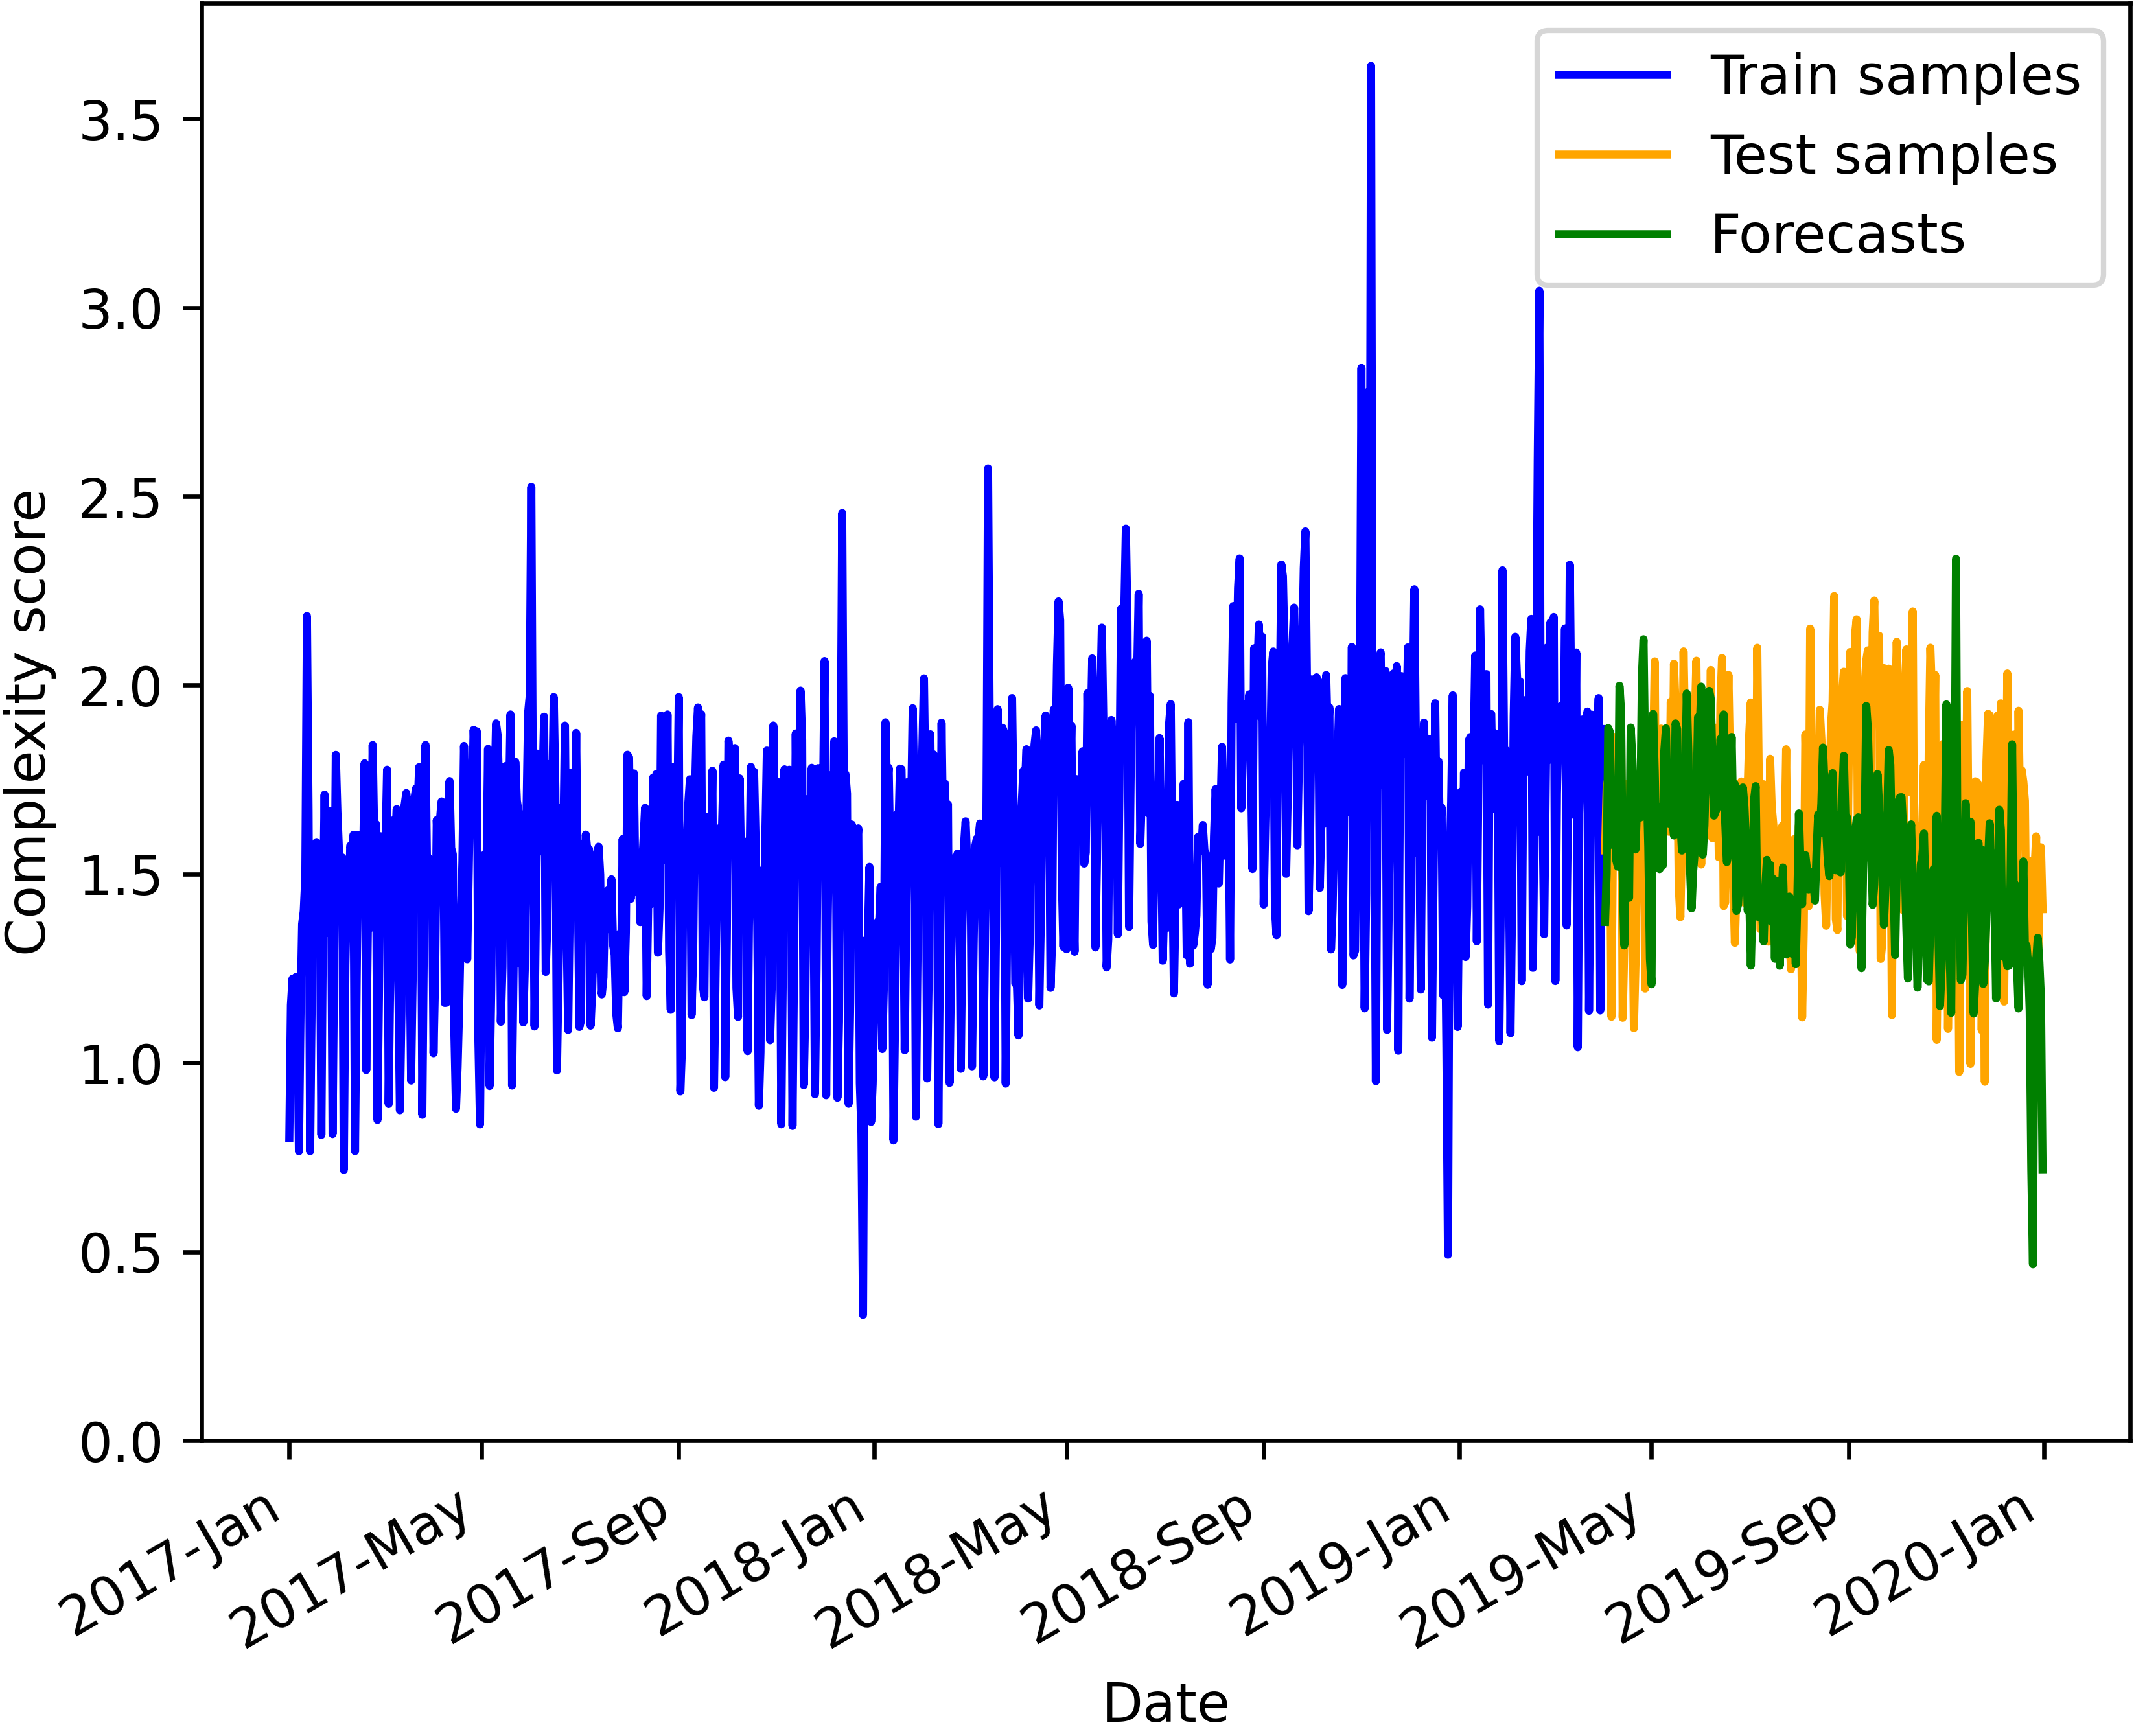 Train samples
Test samples
Forecasts
3.5
3.0
2.5
2.0
1.5
1.0
0.5
0.0
Complexity score
2017-Jan
2017-May
2017-Sep
2018-Jan
2018-May
2018-Sep
2019-Jan
2019-May
2019-Sep
2020-Jan
Date